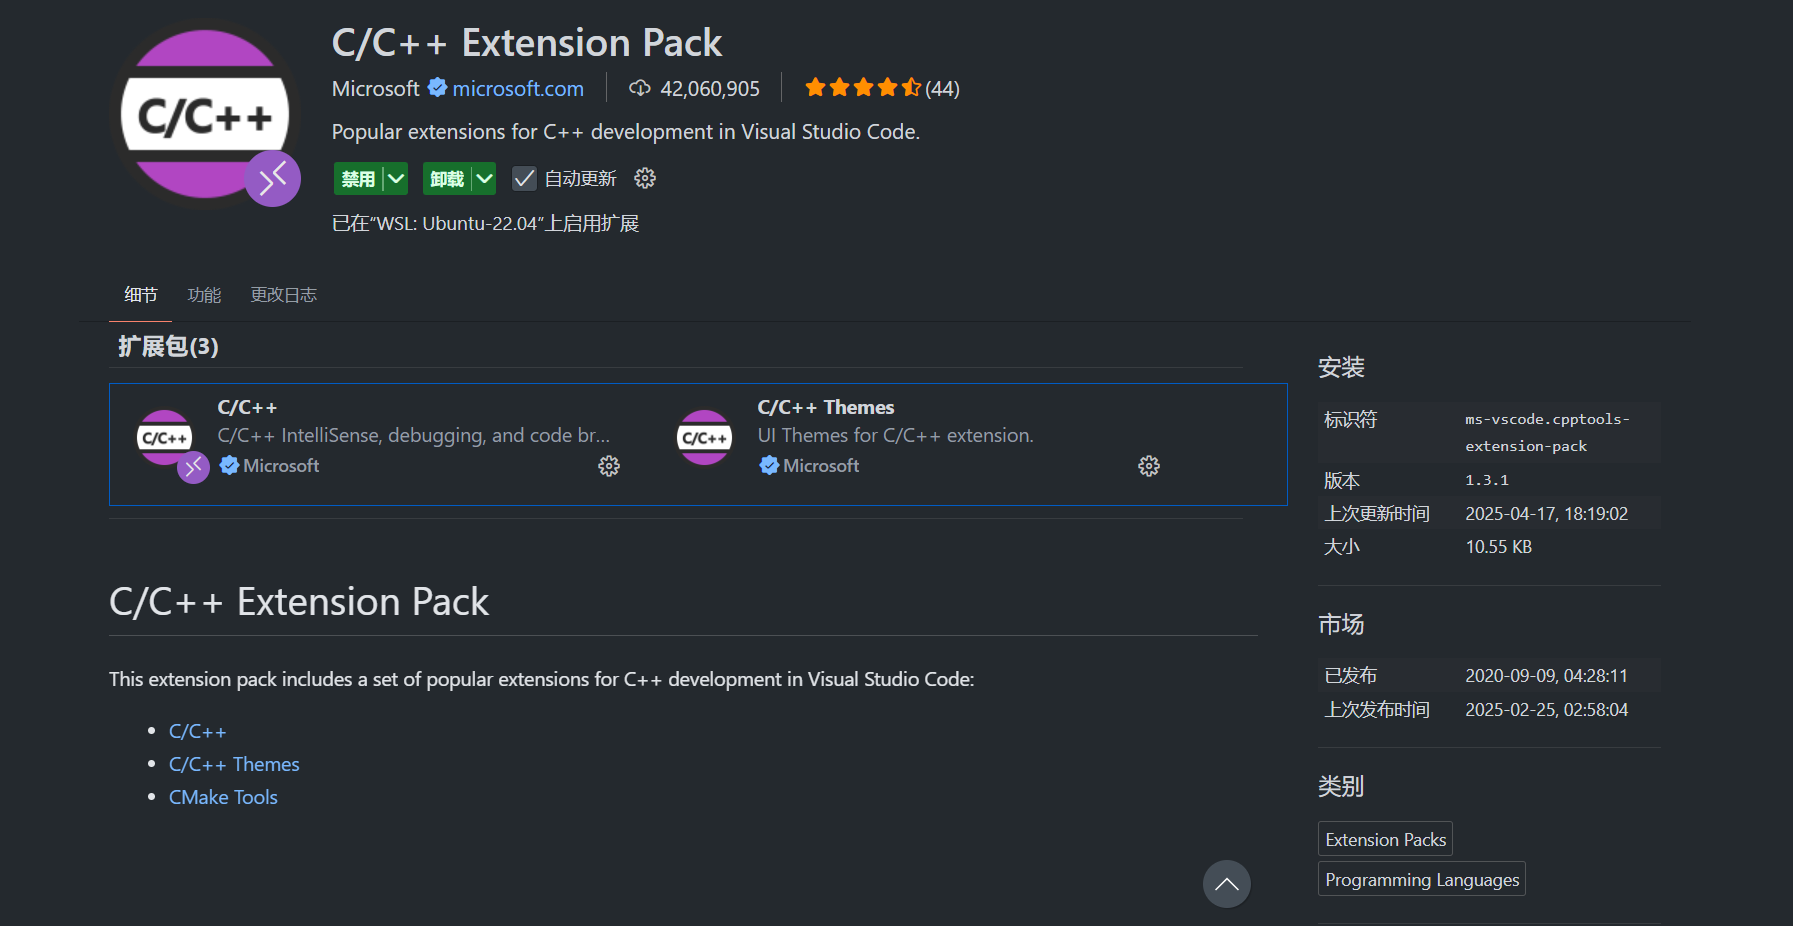 C/C++
C/C++ Extension Pack
Microsoft microsoft.com 42,060,905 (44)
Popular extensions for C++ development in Visual Studio Code.
禁用 卸载 自动更新
已在“WSL: Ubuntu-22.04”上启用扩展
细节 功能 更改日志
扩展包(3)
C/C++
C/C++
C/C++ IntelliSense, debugging, and code br...
Microsoft
C/C++
C/C++ Themes
UI Themes for C/C++ extension.
Microsoft
C/C++ Extension Pack
This extension pack includes a set of popular extensions for C++ development in Visual Studio Code:
• C/C++
• C/C++ Themes
• CMake Tools
安装
标识符 ms-vscode.cpptools-
extension-pack
版本 1.3.1
上次更新时间 2025-04-17, 18:19:02
大小 10.55 KB
市场
已发布 2020-09-09, 04:28:11
上次发布时间 2025-02-25, 02:58:04
类别
Extension Packs
Programming Languages